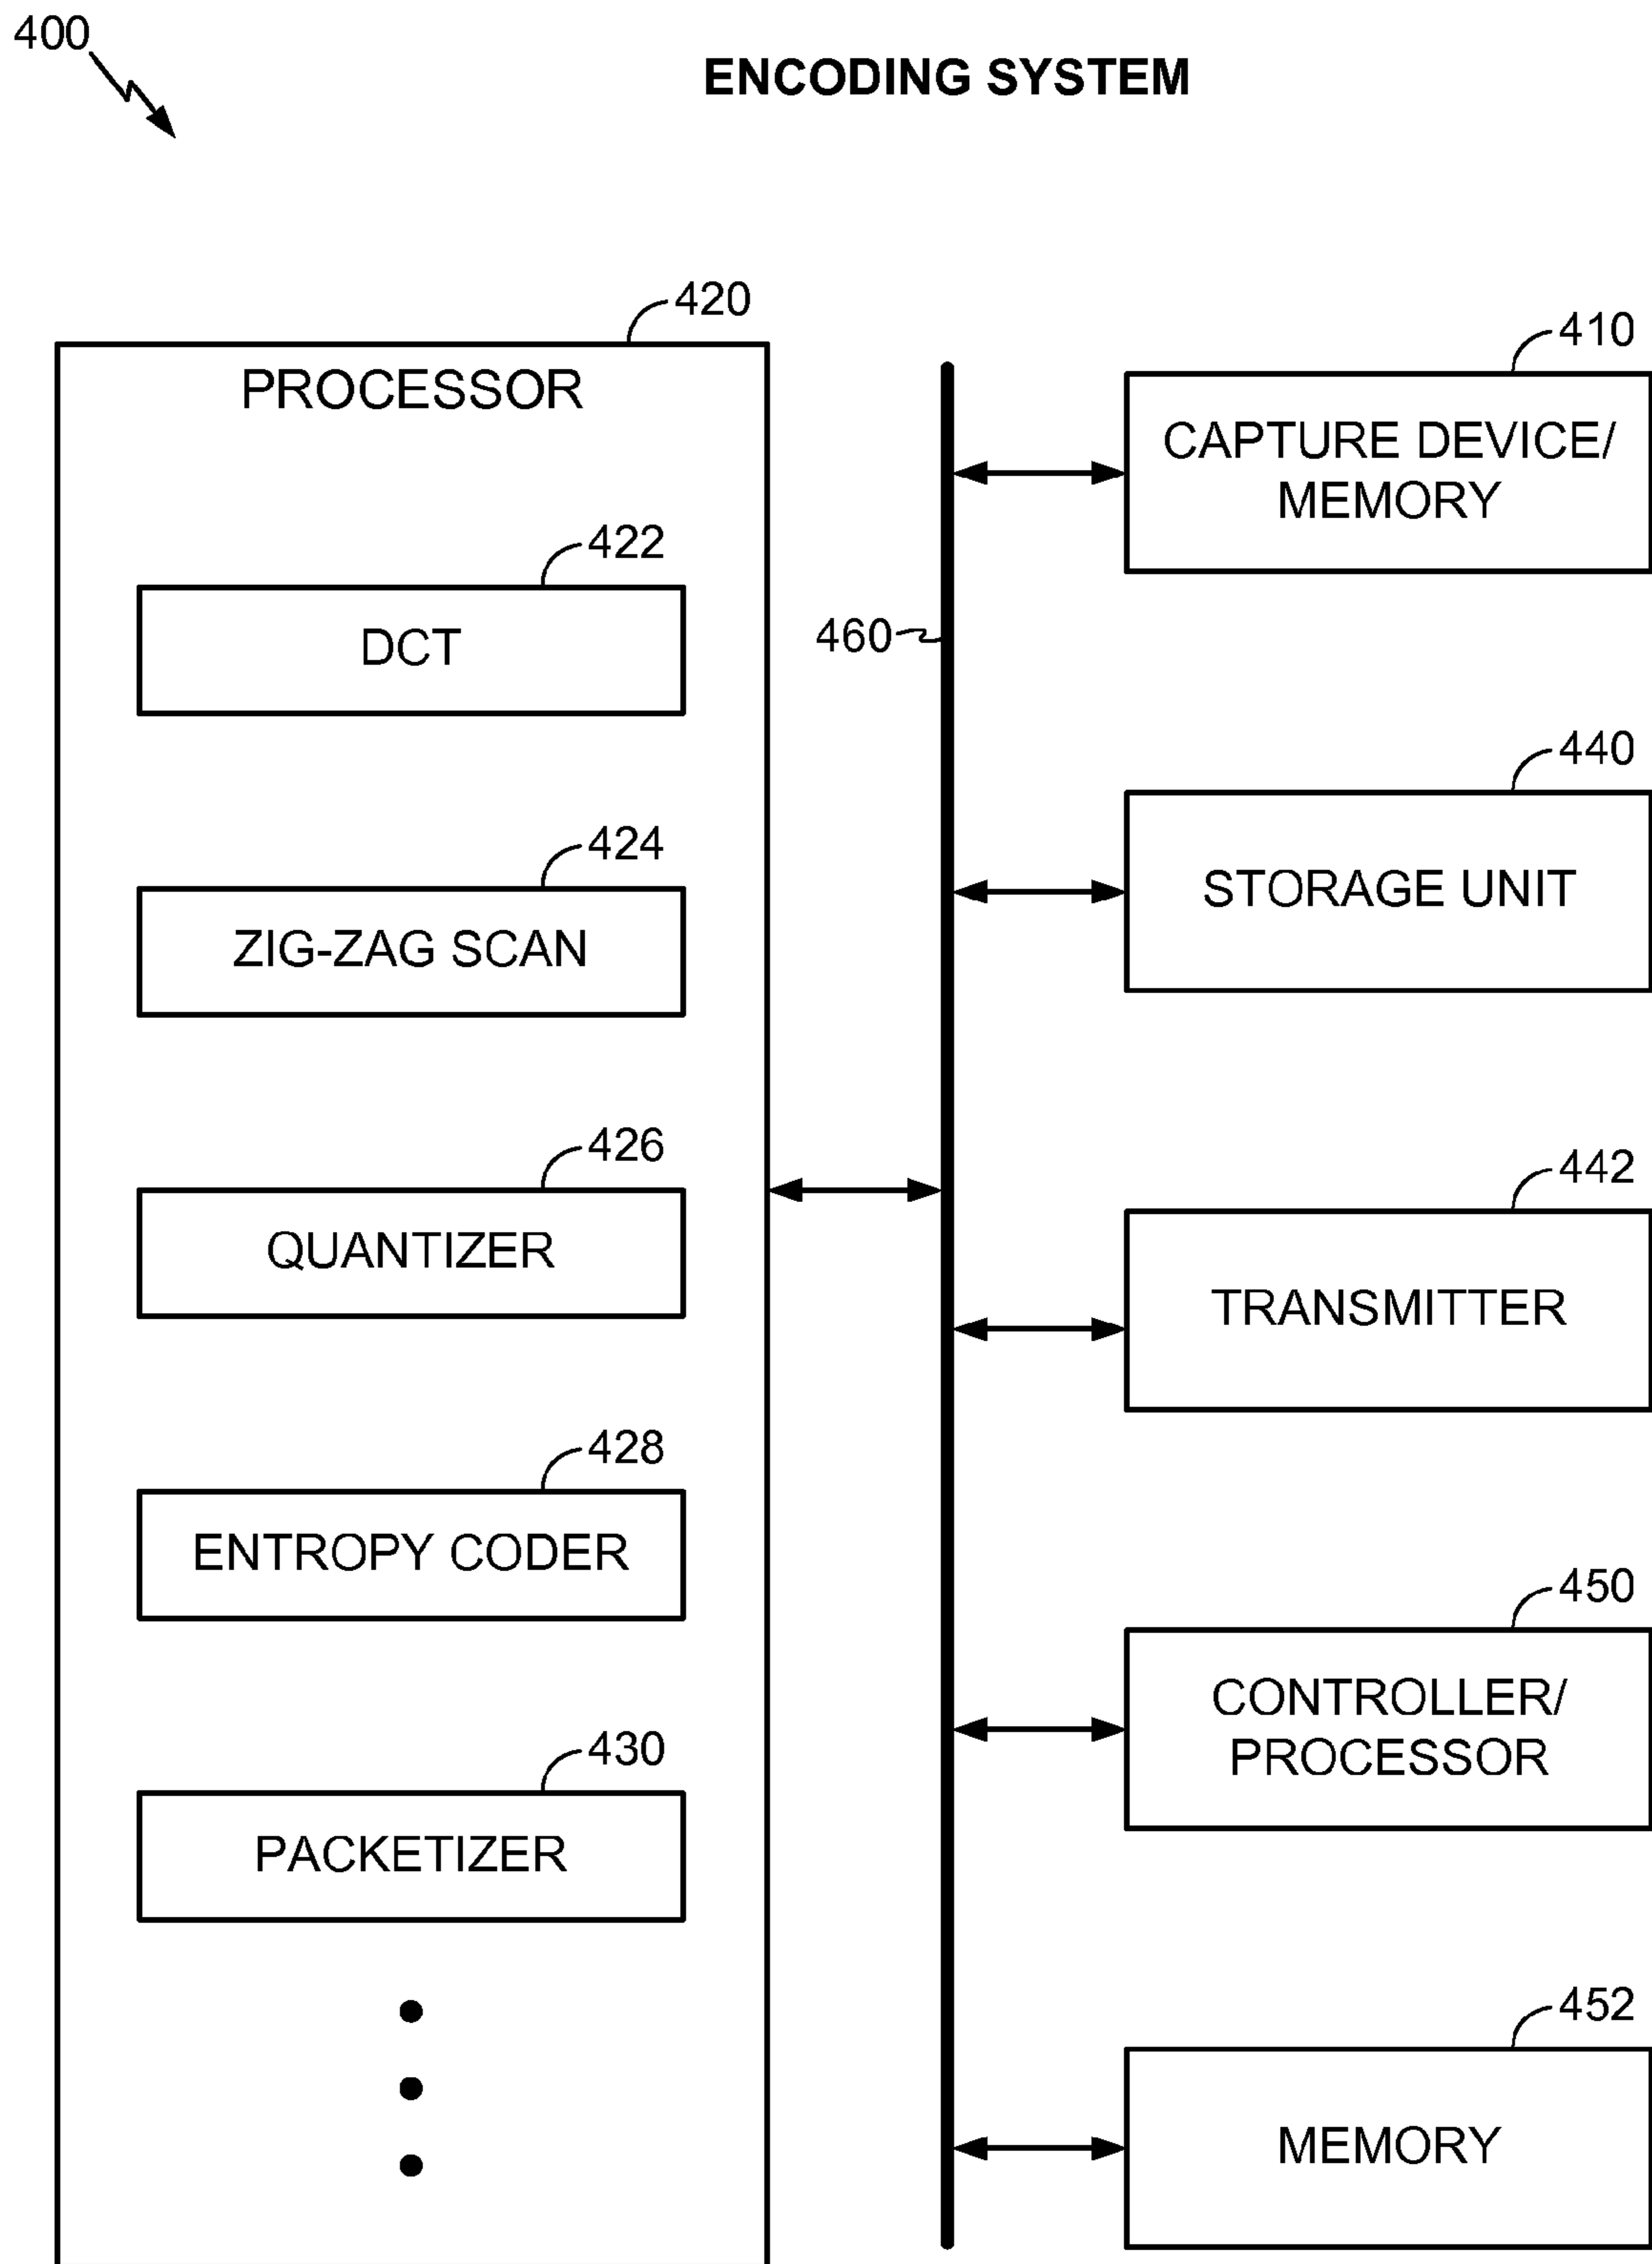 400
ENCODING SYSTEM
420
PROCESSOR
422
DCT
424
ZIG-ZAG SCAN
426
QUANTIZER
428
ENTROPY CODER
430
PACKETIZER
460
410
CAPTURE DEVICE/
MEMORY
440
STORAGE UNIT
442
TRANSMITTER
450
CONTROLLER/
PROCESSOR
452
MEMORY